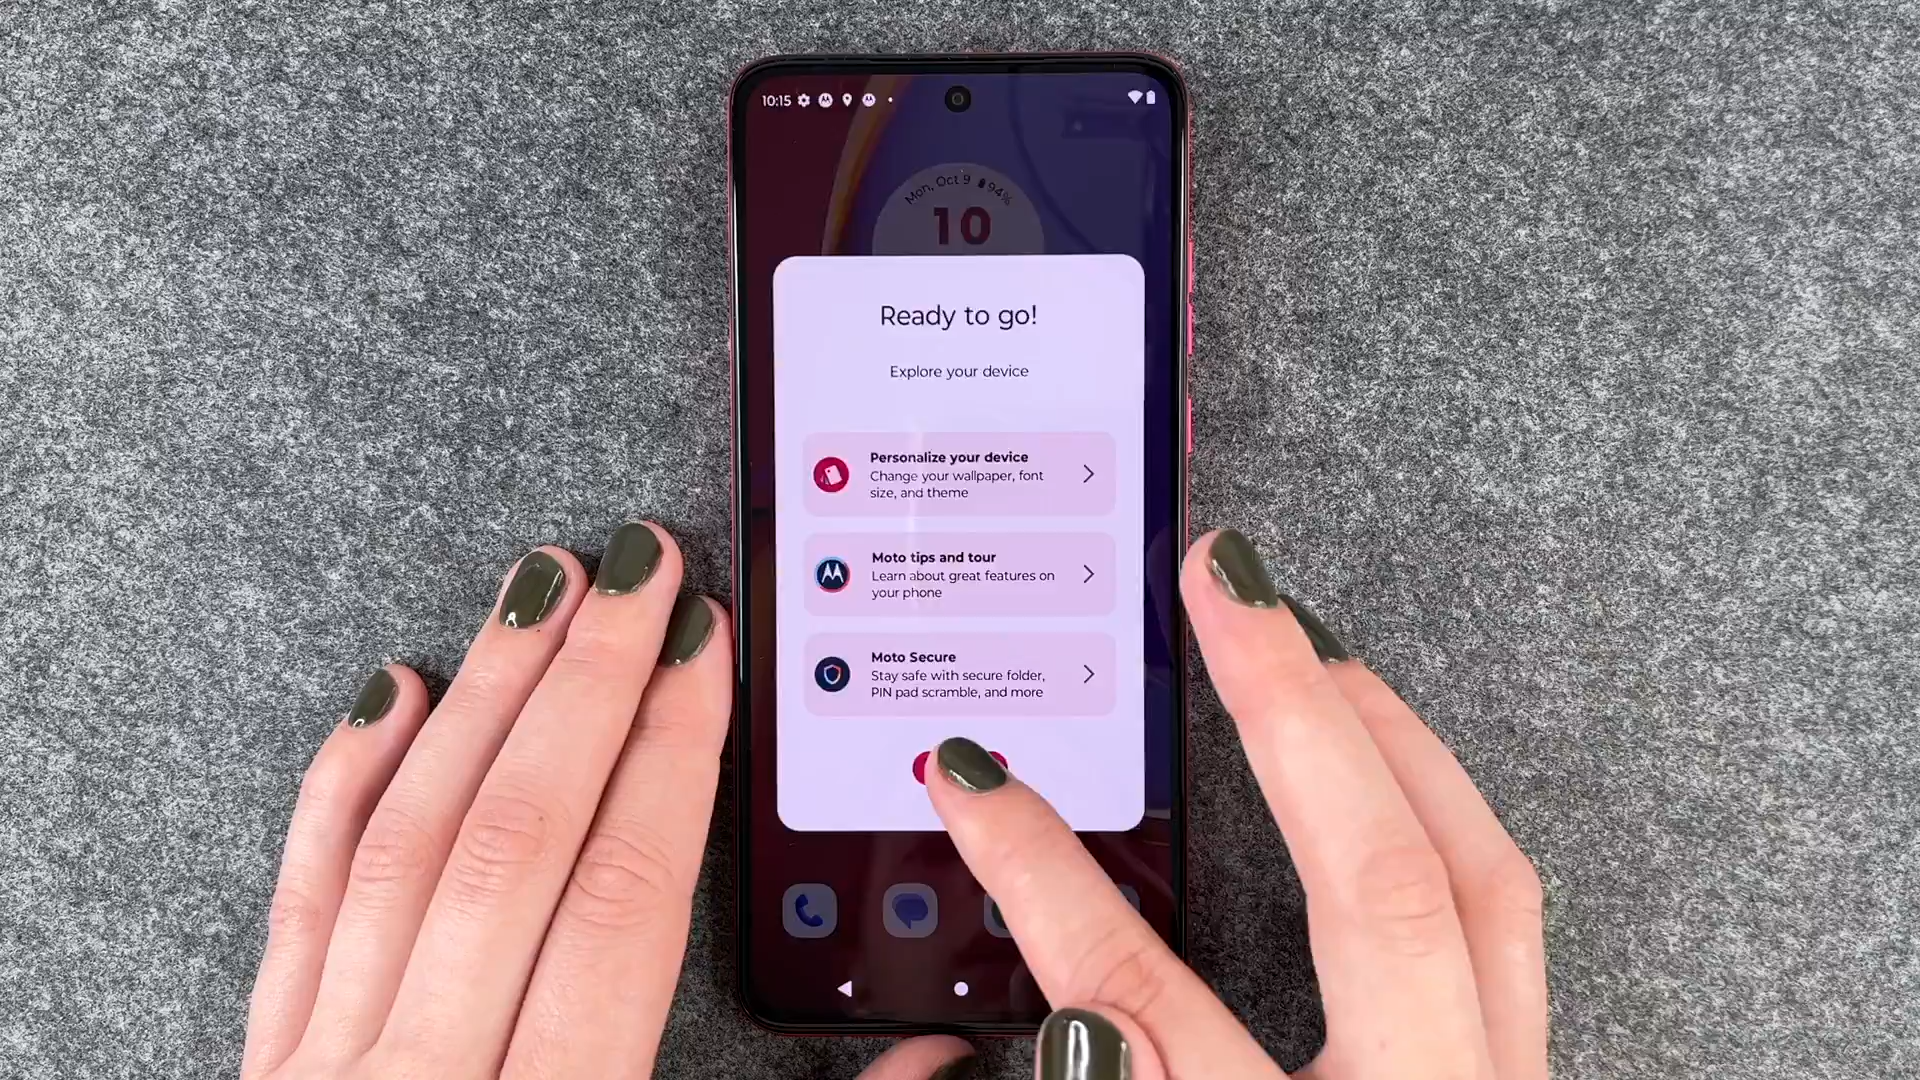 10:15
Mon, Oct 9 94%
10
Ready to go!
Explore your device
Personalize your device
Change your wallpaper, font
size, and theme
Moto tips and tour
Learn about great features on
your phone
Moto Secure
Stay safe with secure folder,
PIN pad scramble, and more